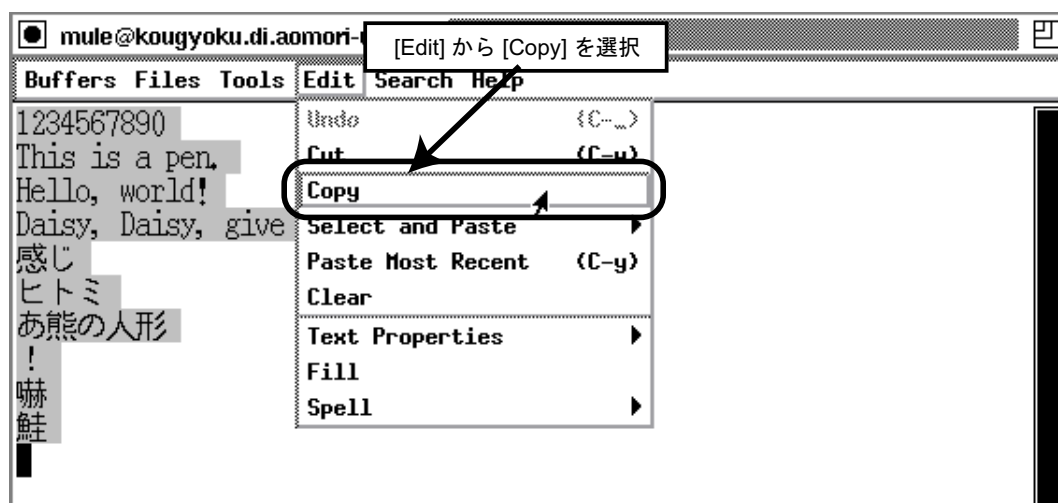 mule@kougyoku.di.aomori-
[Edit] から [Copy] を選択
Buffers Files Tools Edit Search Help
1234567890
This is a pen.
Hello, world!
Daisy, Daisy, give
感じ
ヒトミ
あ熊の人形
！
嚇
鮭
Undo (C-_)
Cut (C-w)
Copy
Select and Paste
Paste Most Recent (C-y)
Clear
Text Properties
Fill
Spell